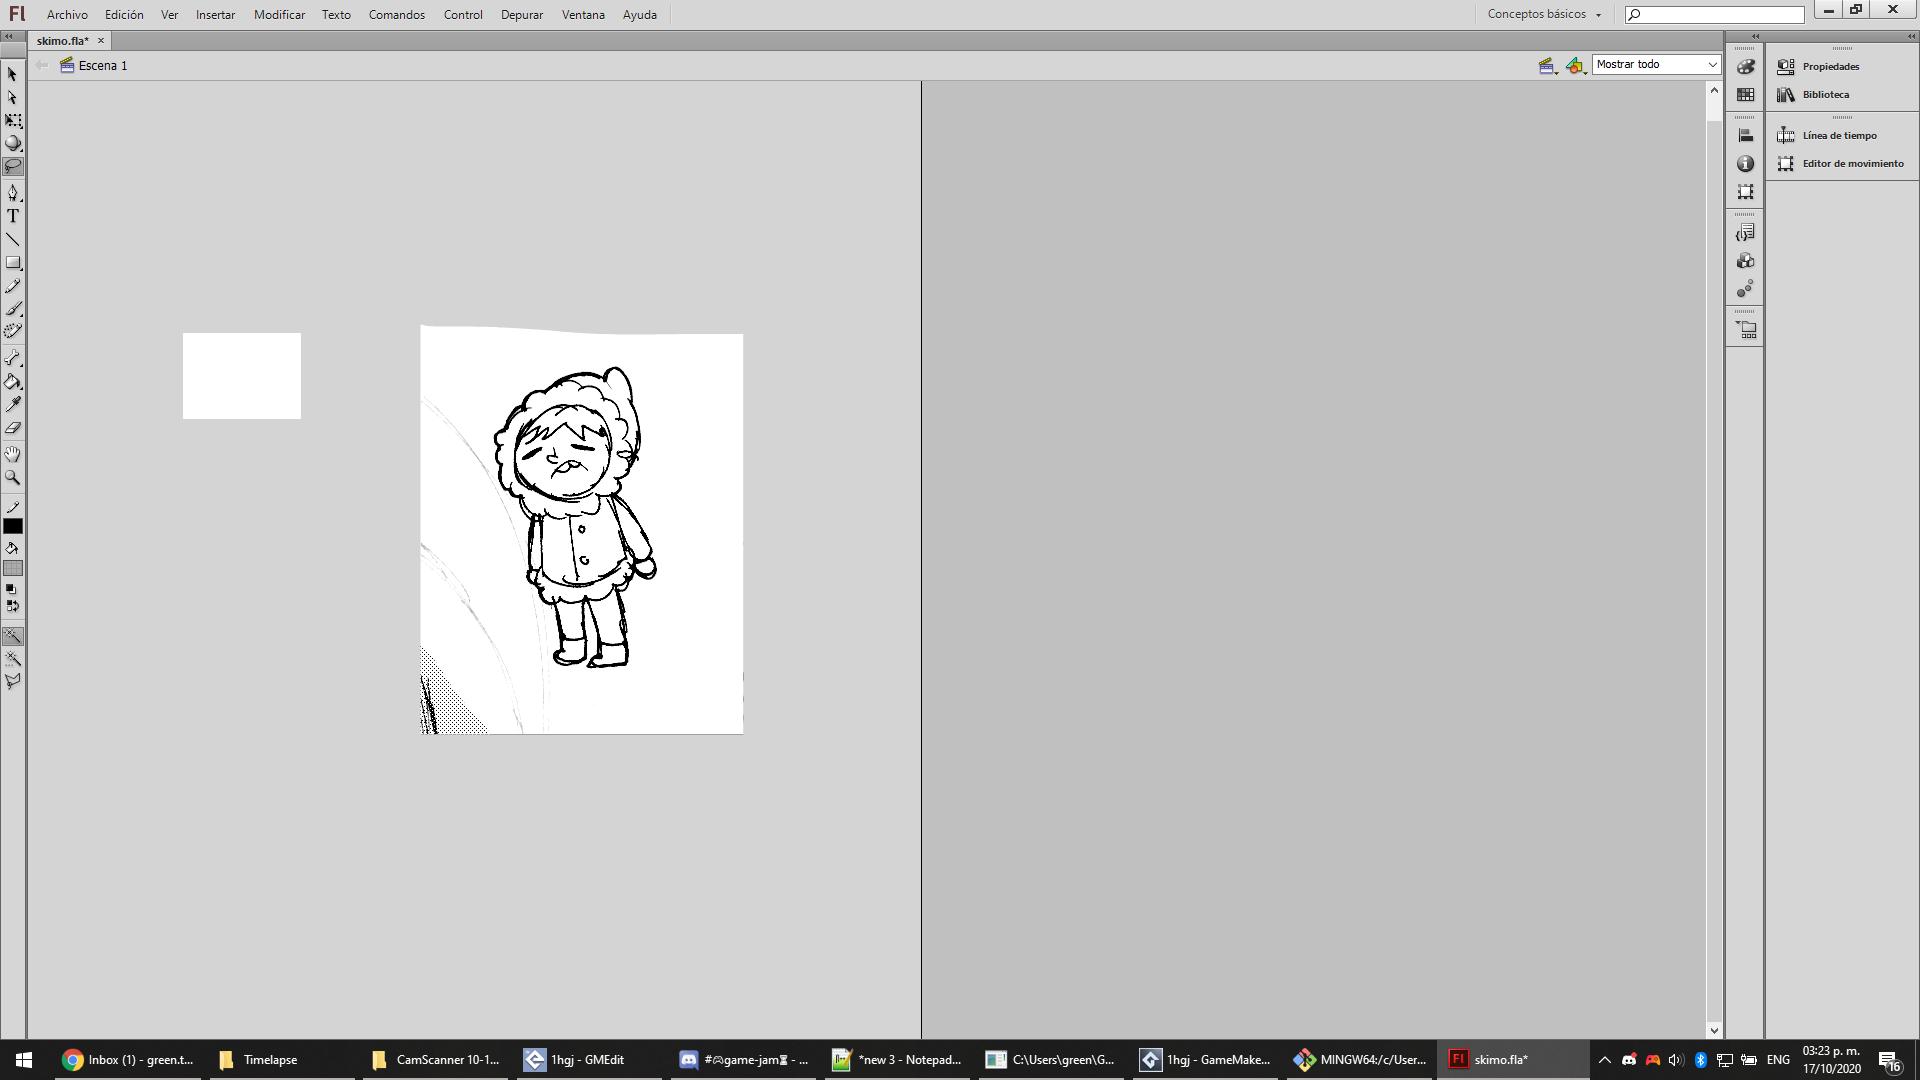 Fl Archivo Edición Ver Insertar Modificar Texto Comandos Control Depurar Ventana Ayuda Conceptos básicos
skimo.fla*
Escena 1 Mostrar todo
Propiedades
Biblioteca
Línea de tiempo
Editor de movimiento
T
Inbox (1) - green.t... Timelapse CamScanner 10-1... 1hgj - GMEdit #🎮game-jam⏳ - ... *new 3 - Notepad... C:\Users\green\G... 1hgj - GameMake... MINGW64:/c/User... Fl skimo.fla* ENG 03:23 p. m.
17/10/2020 16